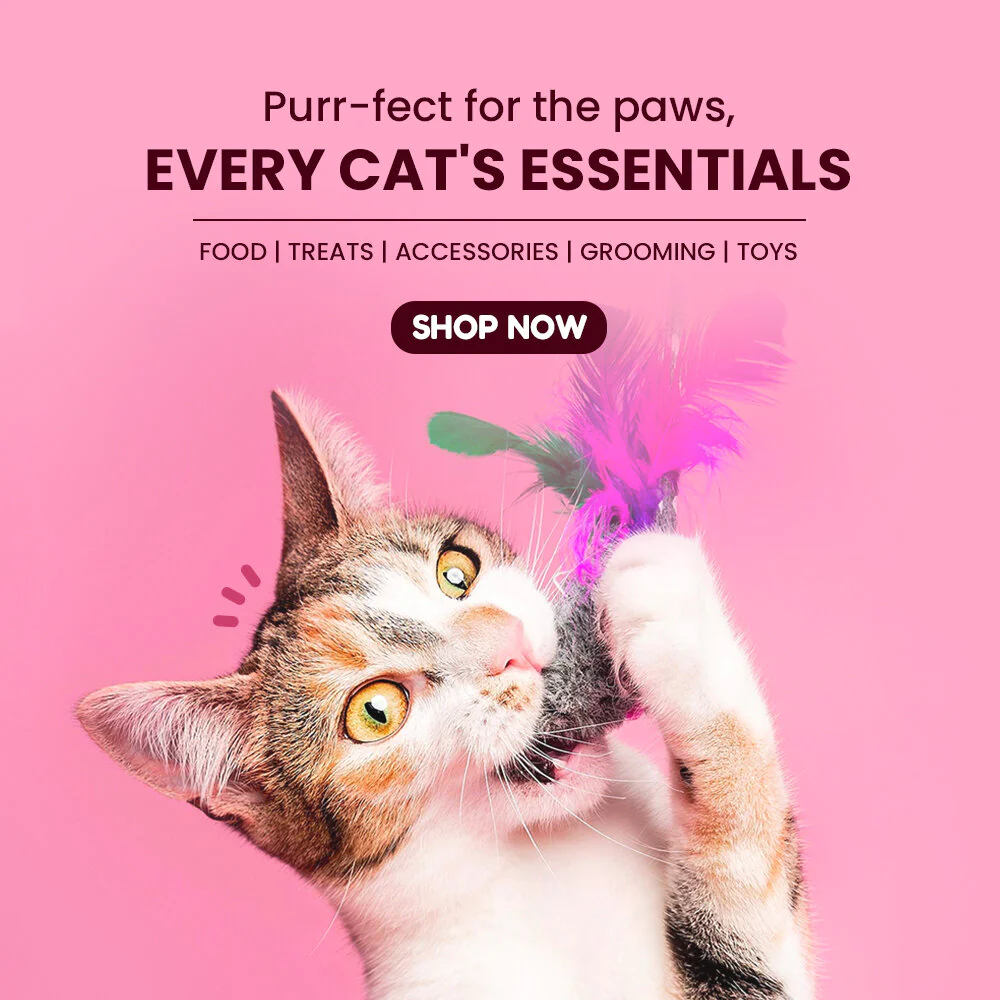 Purr-fect for the paws,
EVERY CAT'S ESSENTIALS
FOOD | TREATS | ACCESSORIES | GROOMING | TOYS
SHOP NOW